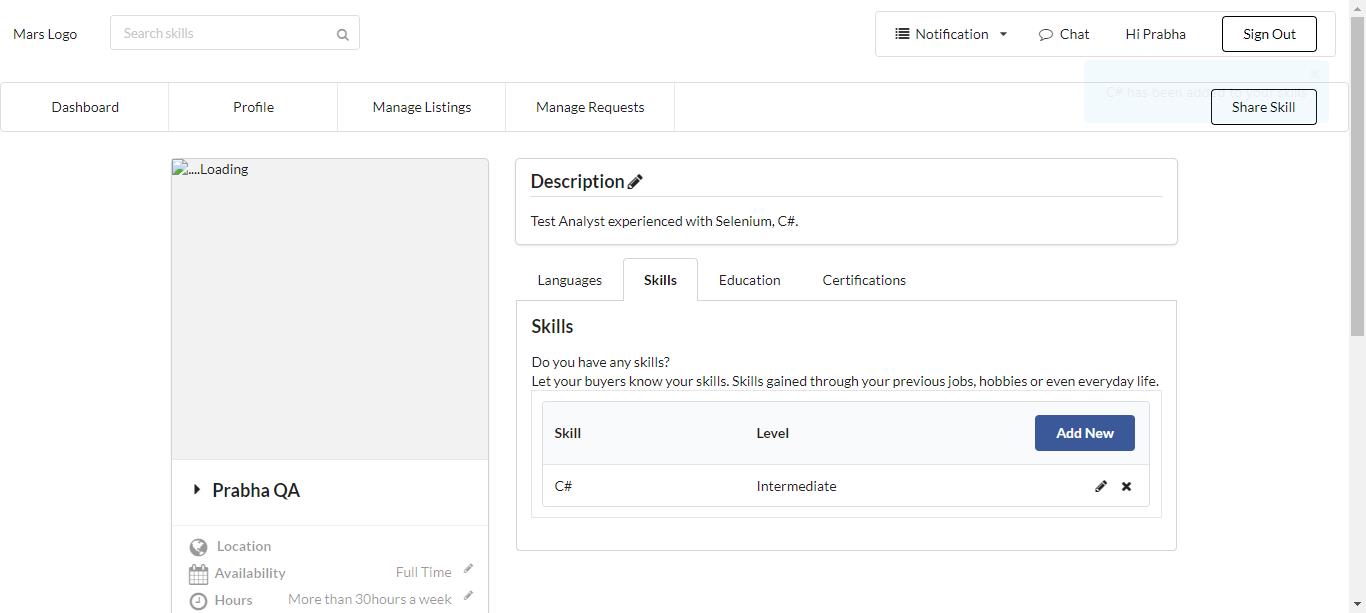 Mars Logo
Search skills
Notification
Chat
Hi Prabha
Sign Out
C# has been added to your skills
Dashboard
Profile
Manage Listings
Manage Requests
Share Skill
....Loading
Description
Test Analyst experienced with Selenium, C#.
Languages
Skills
Education
Certifications
Skills
Do you have any skills?
Let your buyers know your skills. Skills gained through your previous jobs, hobbies or even everyday life.
Skill
Level
Add New
C#
Intermediate
Prabha QA
Location
Availability
Full Time
Hours
More than 30hours a week